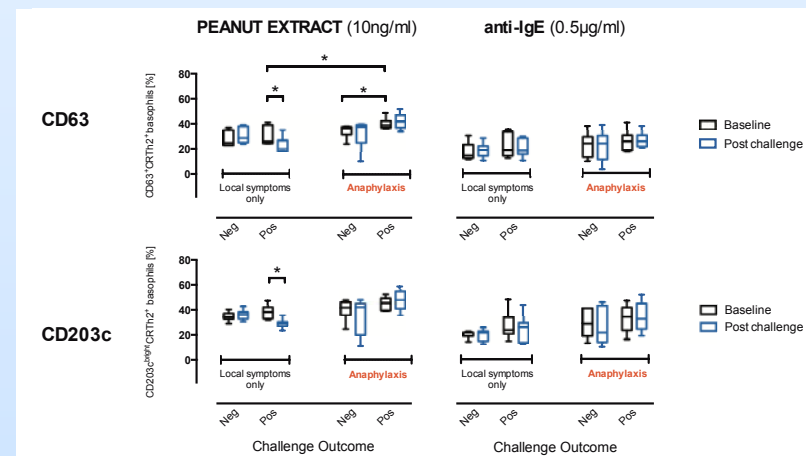 PEANUT EXTRACT (10ng/ml)
anti-IgE (0.5µg/ml)
CD63
CD63⁺CRTh2⁺basophils [%]
80
60
40
20
0
*
*
*
Local symptoms
only
Anaphylaxis
Neg
Pos
Neg
Pos
Local symptoms
only
Anaphylaxis
Neg
Pos
Neg
Pos
Baseline
Post challenge
CD203c
CD203cbrightCRTh2⁺ basophils [%]
80
60
40
20
0
*
Local symptoms
only
Anaphylaxis
Neg
Pos
Neg
Pos
Challenge Outcome
Local symptoms
only
Anaphylaxis
Neg
Pos
Neg
Pos
Challenge Outcome
Baseline
Post challenge